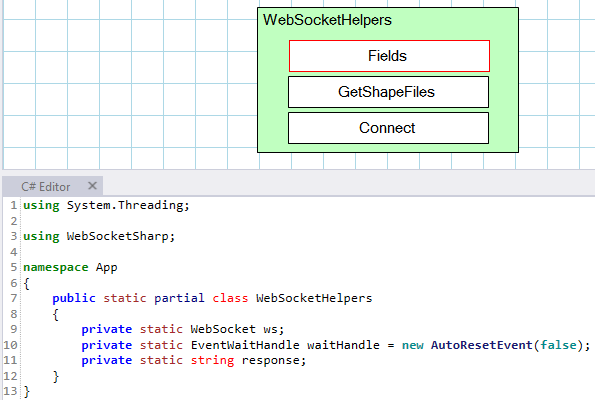 WebSocketHelpers
Fields
GetShapeFiles
Connect
C# Editor ✕
1 using System.Threading;
2
3 using WebSocketSharp;
4
5 namespace App
6 {
7     public static partial class WebSocketHelpers
8     {
9         private static WebSocket ws;
10         private static EventWaitHandle waitHandle = new AutoResetEvent(false);
11         private static string response;
12     }
13 }